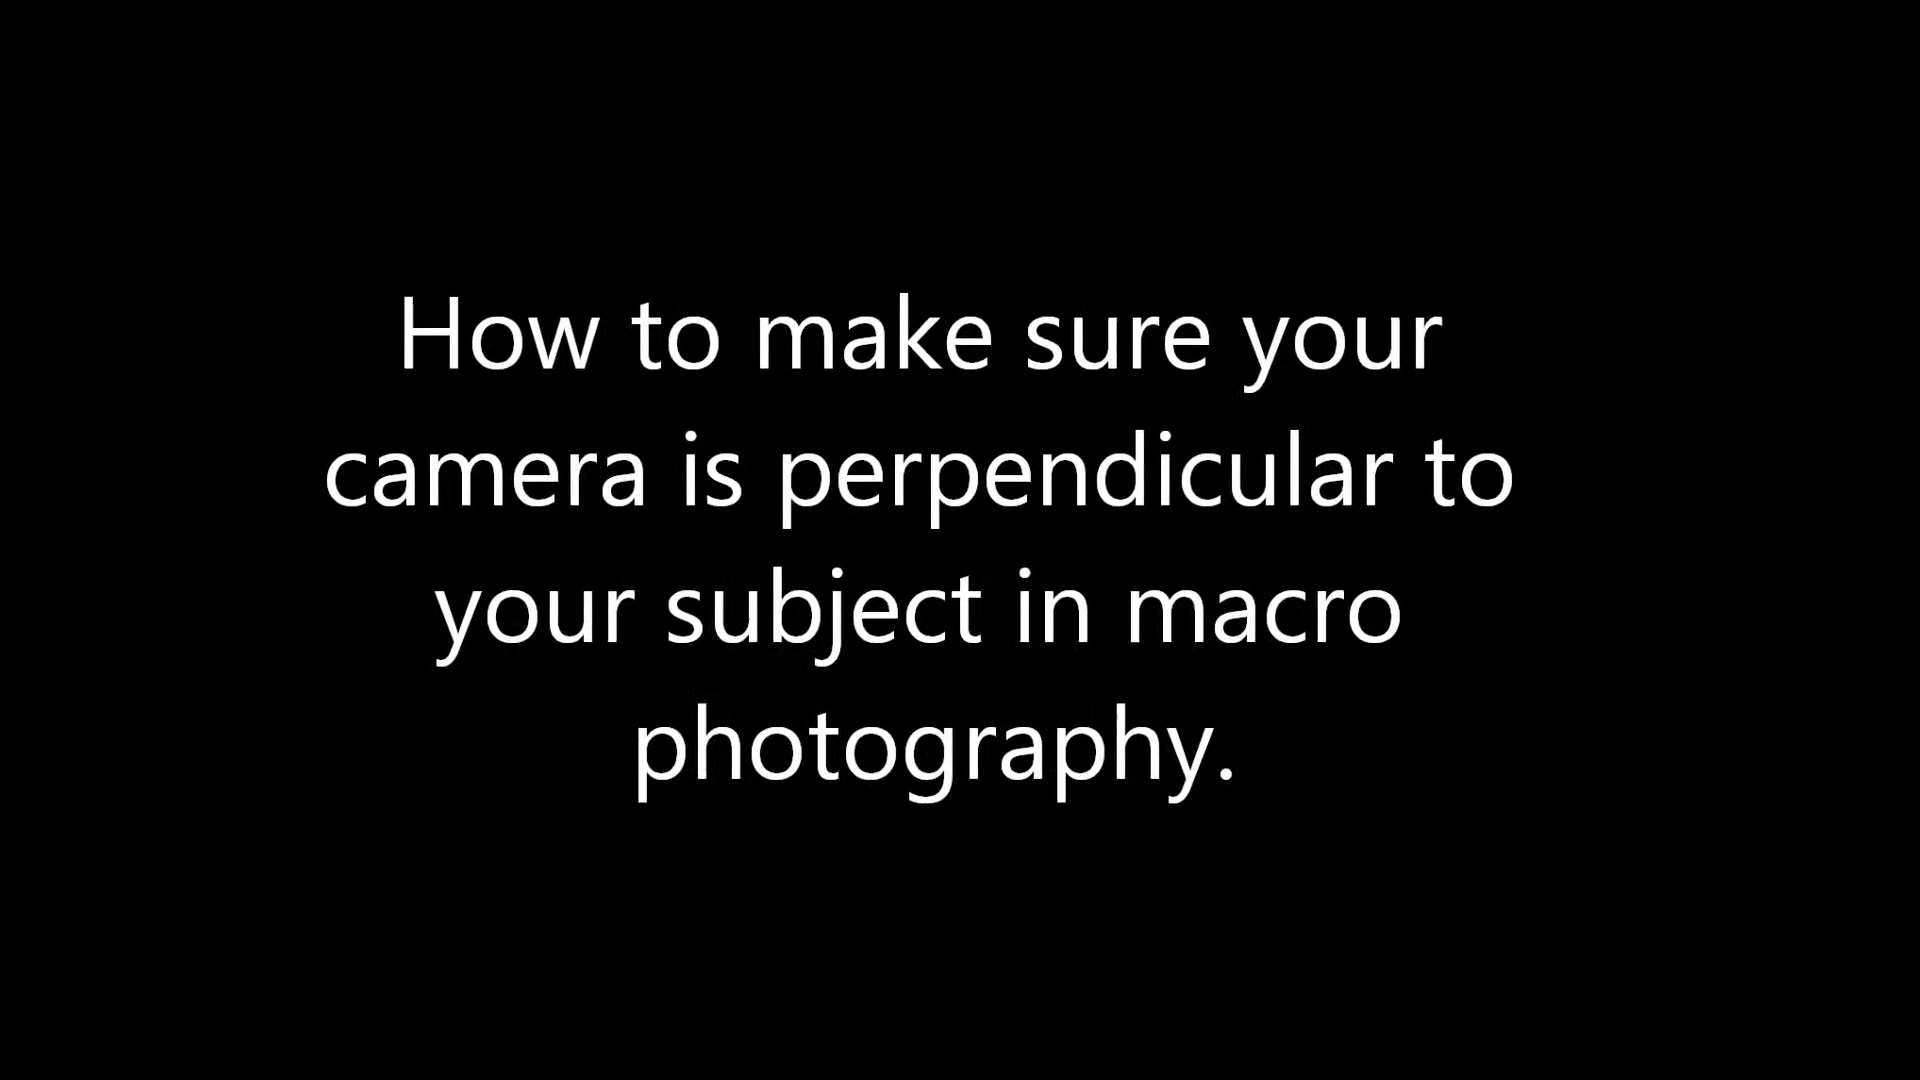 How to make sure your
camera is perpendicular to
your subject in macro
photography.